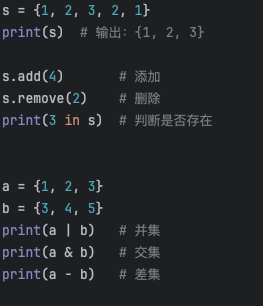 s = {1, 2, 3, 2, 1}
print(s)  # 输出：{1, 2, 3}
s.add(4)       # 添加
s.remove(2)    # 删除
print(3 in s)  # 判断是否存在
a = {1, 2, 3}
b = {3, 4, 5}
print(a | b)   # 并集
print(a & b)   # 交集
print(a - b)   # 差集